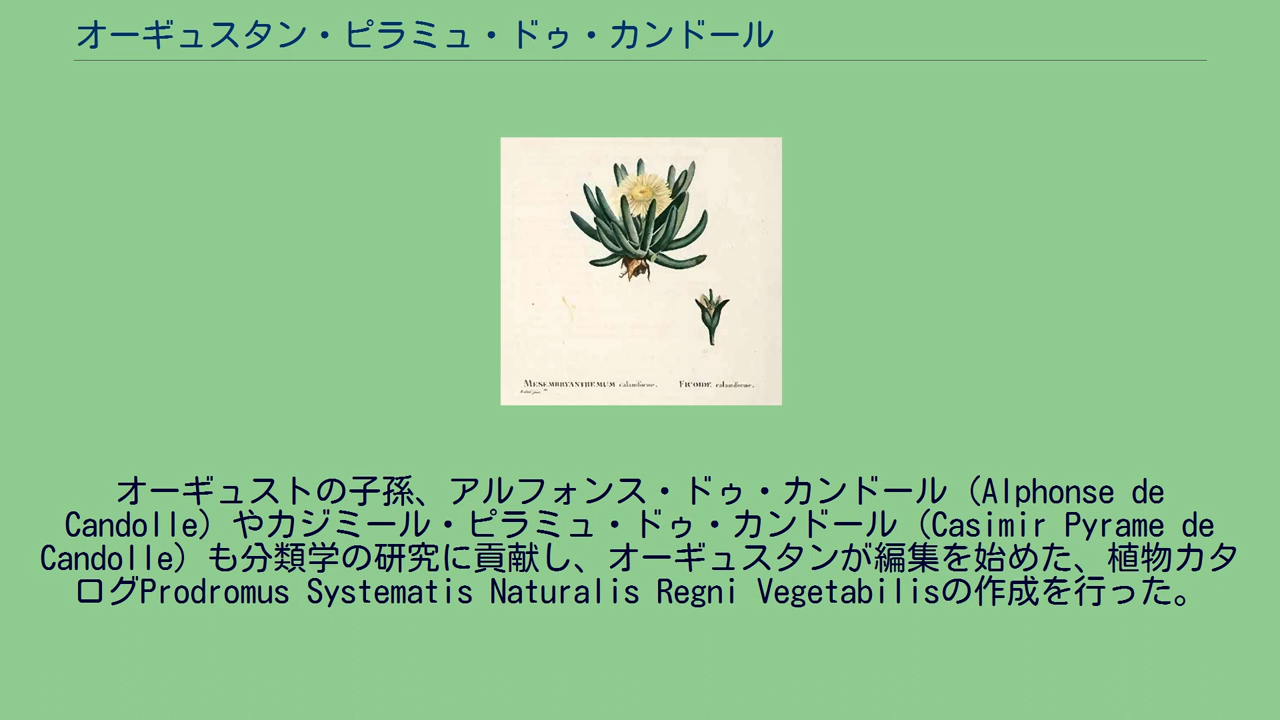 オーギュスタン・ピラミュ・ドゥ・カンドール
MESEMBRYANTHEMUM calamiforme. FICOIDE calamiforme.
オーギュストの子孫、アルフォンス・ドゥ・カンドール（Alphonse de
Candolle）やカジミール・ピラミュ・ドゥ・カンドール（Casimir Pyrame de
Candolle）も分類学の研究に貢献し、オーギュスタンが編集を始めた、植物カタ
ログProdromus Systematis Naturalis Regni Vegetabilisの作成を行った。